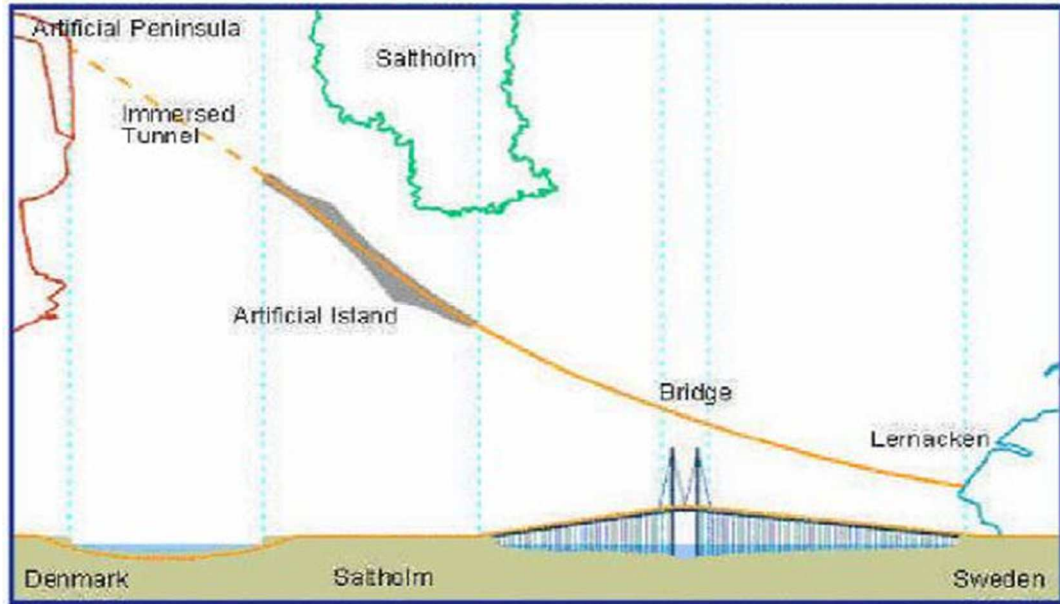 Artificial Peninsula
Saltholm
Immersed
Tunnel
Artificial Island
Bridge
Lernacken
Denmark
Saltholm
Sweden